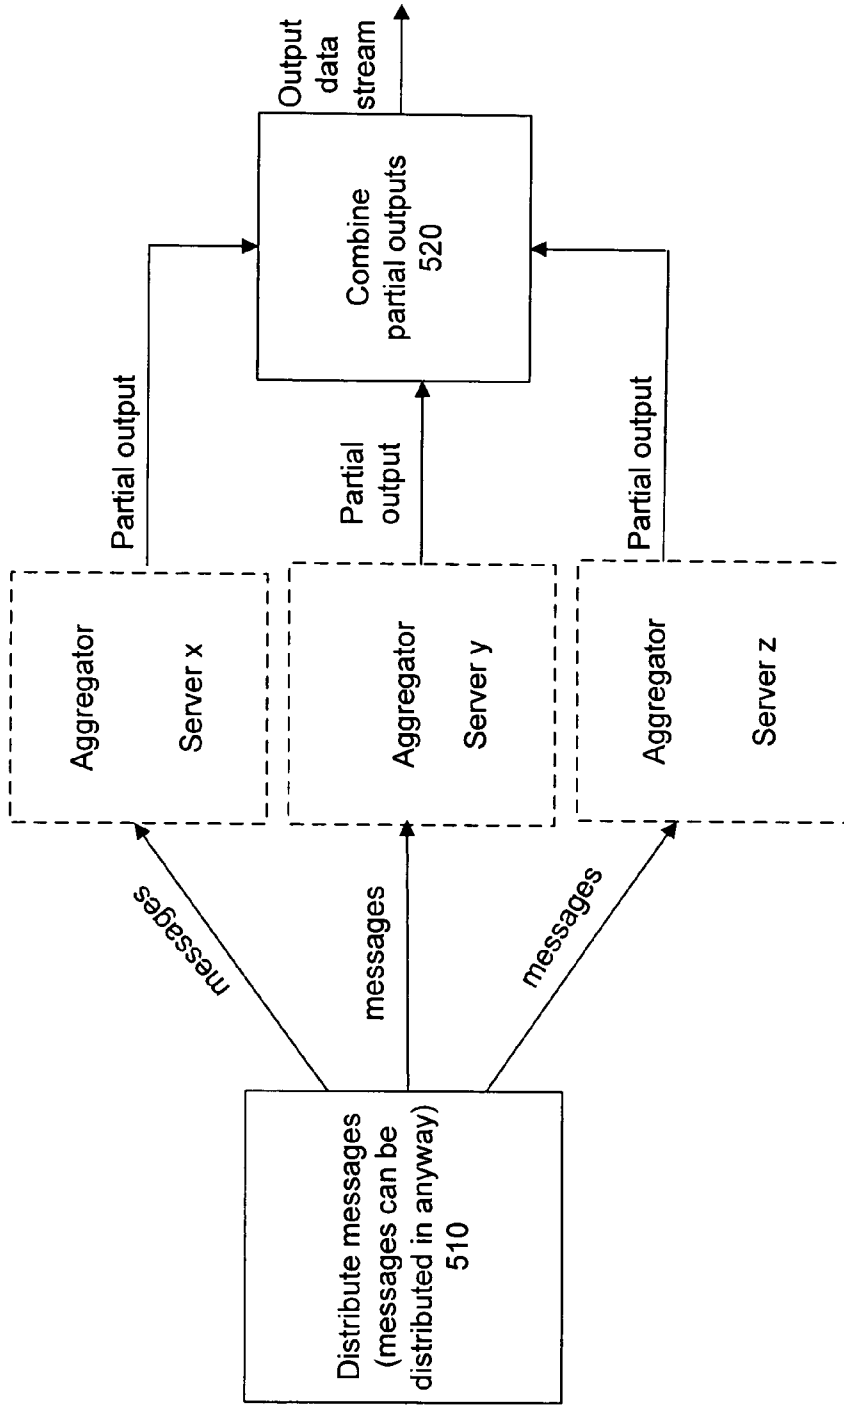 Distribute messages
(messages can be
distributed in anyway)
510
messages
messages
messages
Aggregator
Server x
Aggregator
Server y
Aggregator
Server z
Partial output
Partial
output
Partial output
Combine
partial outputs
520
Output
data
stream